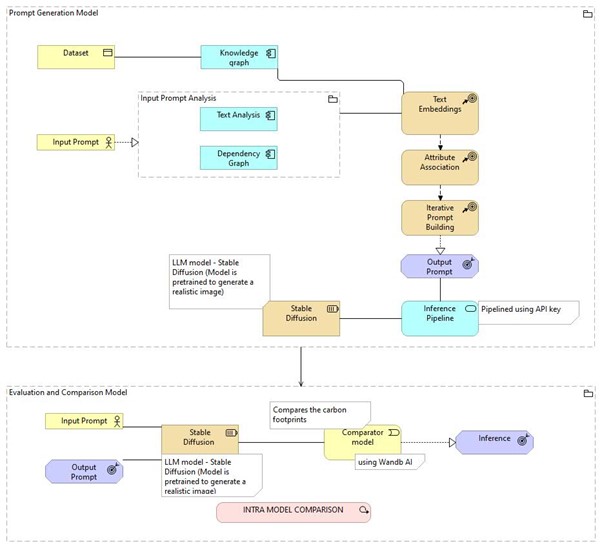 Prompt Generation Model
Dataset
Knowledge
graph
Input Prompt Analysis
Text Analysis
Dependency
Graph
Input Prompt
Text
Embeddings
Attribute
Association
Iterative
Prompt
Building
Output
Prompt
LLM model - Stable
Diffusion (Model is
pretrained to generate a
realistic image)
Stable
Diffusion
Inference
Pipeline
Pipelined using API key
Evaluation and Comparison Model
Input Prompt
Output
Prompt
Stable
Diffusion
LLM model - Stable
Diffusion (Model is
pretrained to generate a
realistic image)
Compares the carbon
footprints
Comparator
model
using Wandb AI
Inference
INTRA MODEL COMPARISON